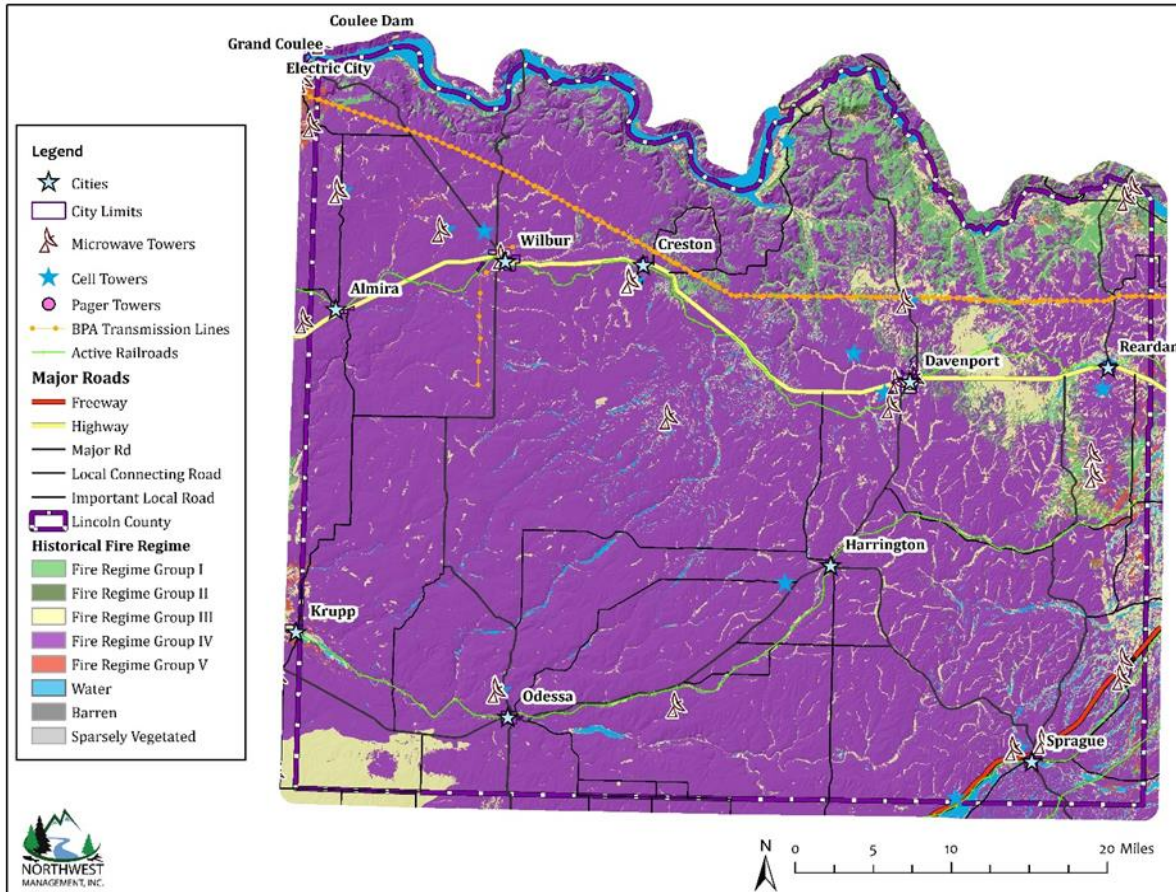 Coulee Dam
Grand Coulee
Electric City
Wilbur
Creston
Almira
Davenport
Reardan
Harrington
Krupp
Odessa
Sprague
Legend
Cities
City Limits
Microwave Towers
Cell Towers
Pager Towers
BPA Transmission Lines
Active Railroads
Major Roads
Freeway
Highway
Major Rd
Local Connecting Road
Important Local Road
Lincoln County
Historical Fire Regime
Fire Regime Group I
Fire Regime Group II
Fire Regime Group III
Fire Regime Group IV
Fire Regime Group V
Water
Barren
Sparsely Vegetated
NORTHWEST
MANAGEMENT, INC.
N
0 5 10 20 Miles